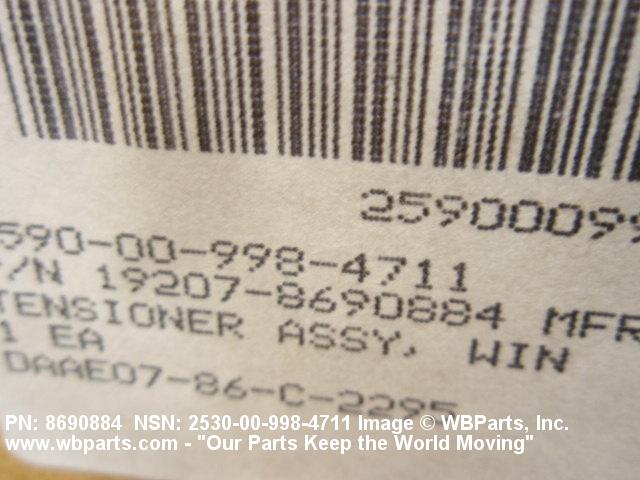 25900099
590-00-998-4711
/N 19207-8690884 MFR
TENSIONER ASSY, WIN
1 EA
DAAE07-86-C-2295
PN: 8690884 NSN: 2530-00-998-4711 Image © WBParts, Inc.
www.wbparts.com - "Our Parts Keep the World Moving"